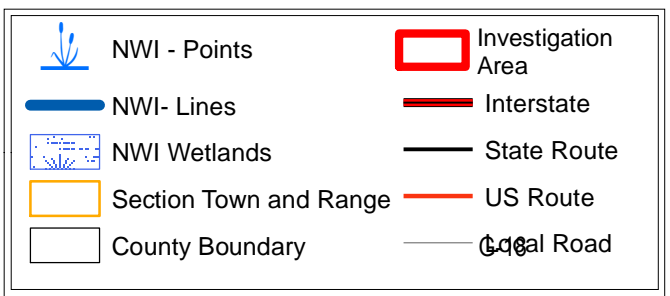 NWI - Points
NWI- Lines
NWI Wetlands
Section Town and Range
County Boundary
Investigation
Area
Interstate
State Route
US Route
Local Road
G-18